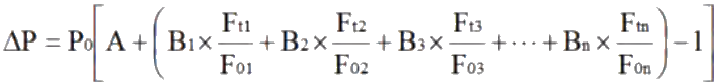 ΔP = P₀[A + (B₁×Fₜ₁/F₀₁ + B₂×Fₜ₂/F₀₂ + B₃×Fₜ₃/F₀₃ + ⋯ + Bₙ×Fₜₙ/F₀ₙ) − 1]